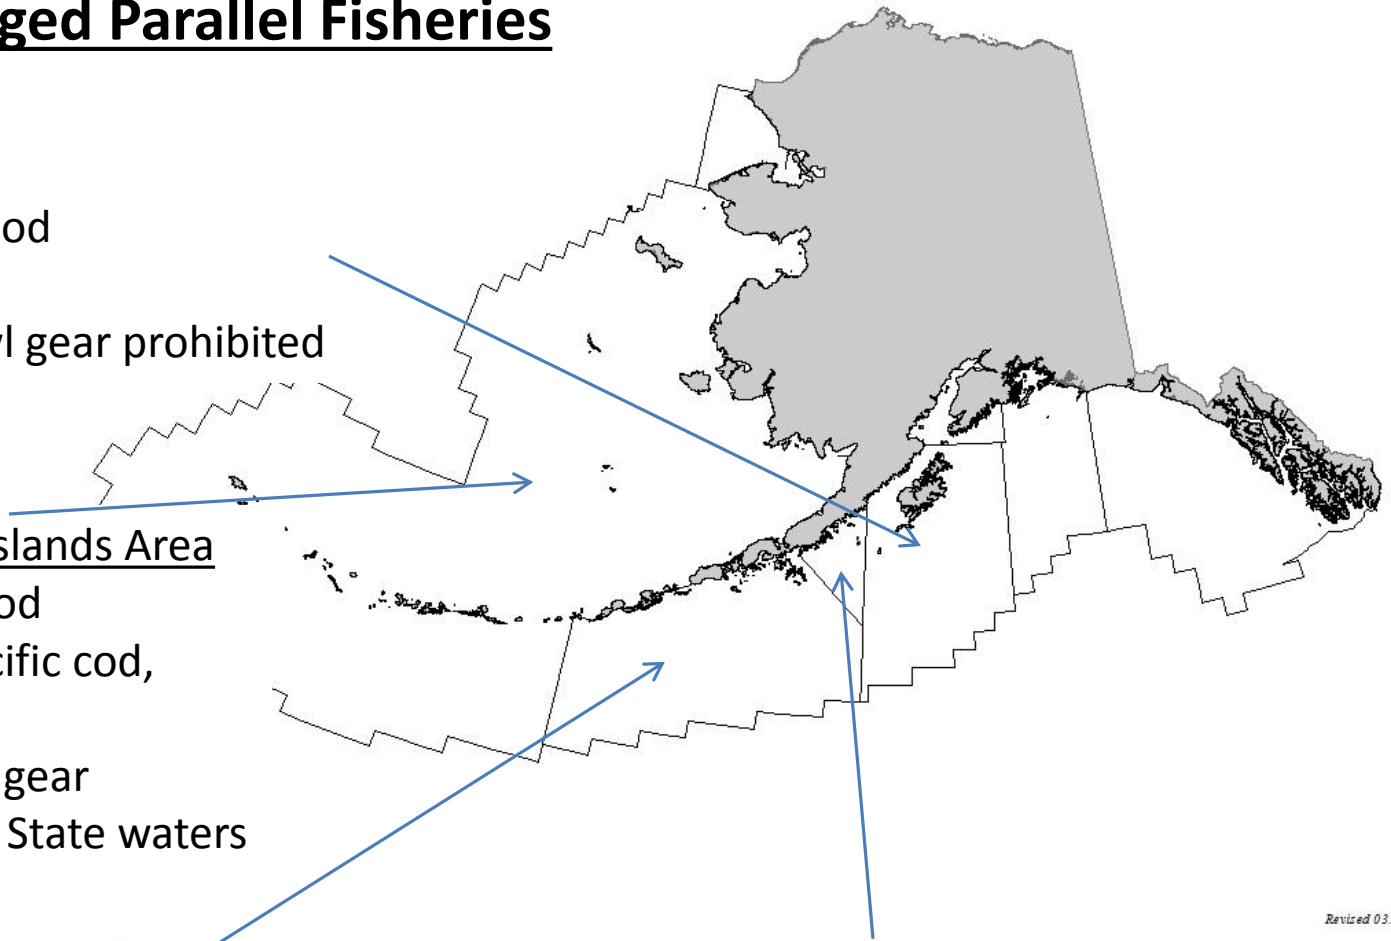 ged Parallel Fisheries
od
l gear prohibited
slands Area
od
cific cod,
gear
State waters
Revised 03.